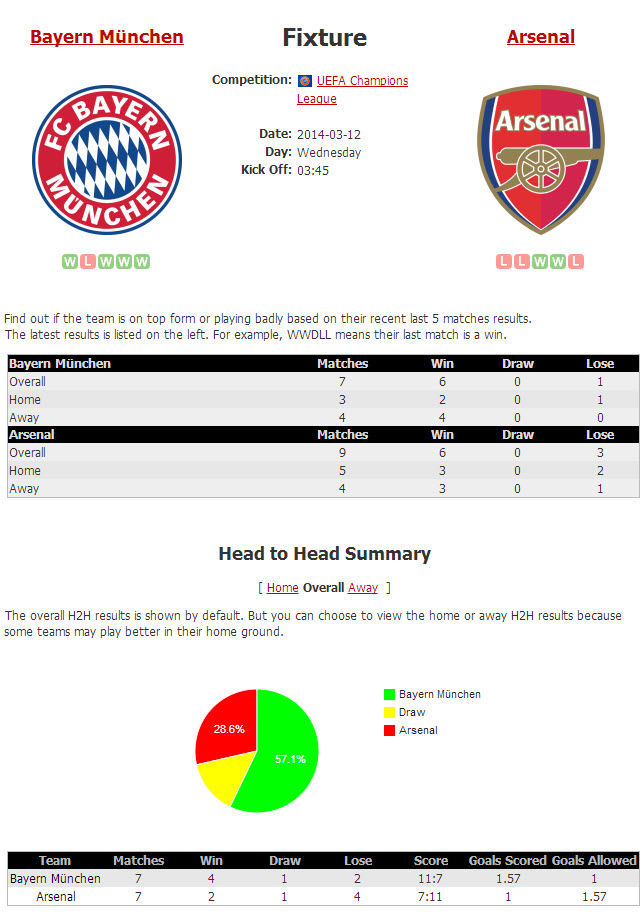 Bayern München
Fixture
Arsenal
Competition: UEFA Champions
League
Date: 2014-03-12
Day: Wednesday
Kick Off: 03:45
FC BAYERN
MÜNCHEN
Arsenal
W L W W W
L L W W L
Find out if the team is on top form or playing badly based on their recent last 5 matches results.
The latest results is listed on the left. For example, WWDLL means their last match is a win.
Bayern München Matches Win Draw Lose
Overall 7 6 0 1
Home 3 2 0 1
Away 4 4 0 0
Arsenal Matches Win Draw Lose
Overall 9 6 0 3
Home 5 3 0 2
Away 4 3 0 1
Head to Head Summary
[ Home Overall Away ]
The overall H2H results is shown by default. But you can choose to view the home or away H2H results because
some teams may play better in their home ground.
Bayern München
Draw
Arsenal
28.6%
57.1%
Team Matches Win Draw Lose Score Goals Scored Goals Allowed
Bayern München 7 4 1 2 11:7 1.57 1
Arsenal 7 2 1 4 7:11 1 1.57